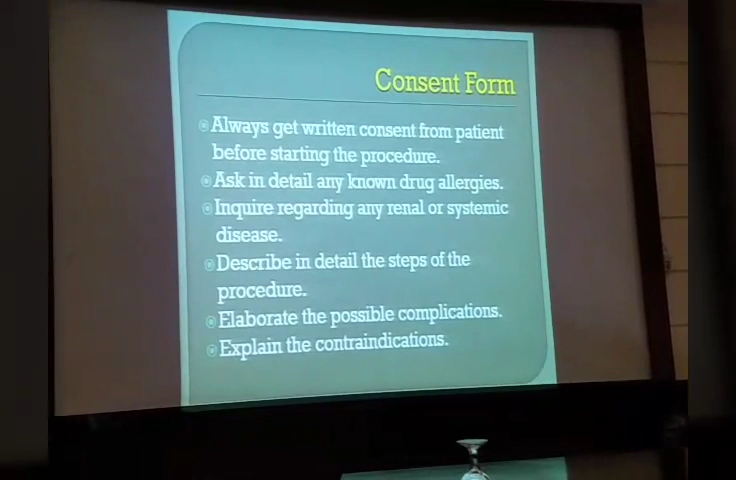 Consent Form
Always get written consent from patient
before starting the procedure.
Ask in detail any known drug allergies.
Inquire regarding any renal or systemic
disease.
Describe in detail the steps of the
procedure.
Elaborate the possible complications.
Explain the contraindications.